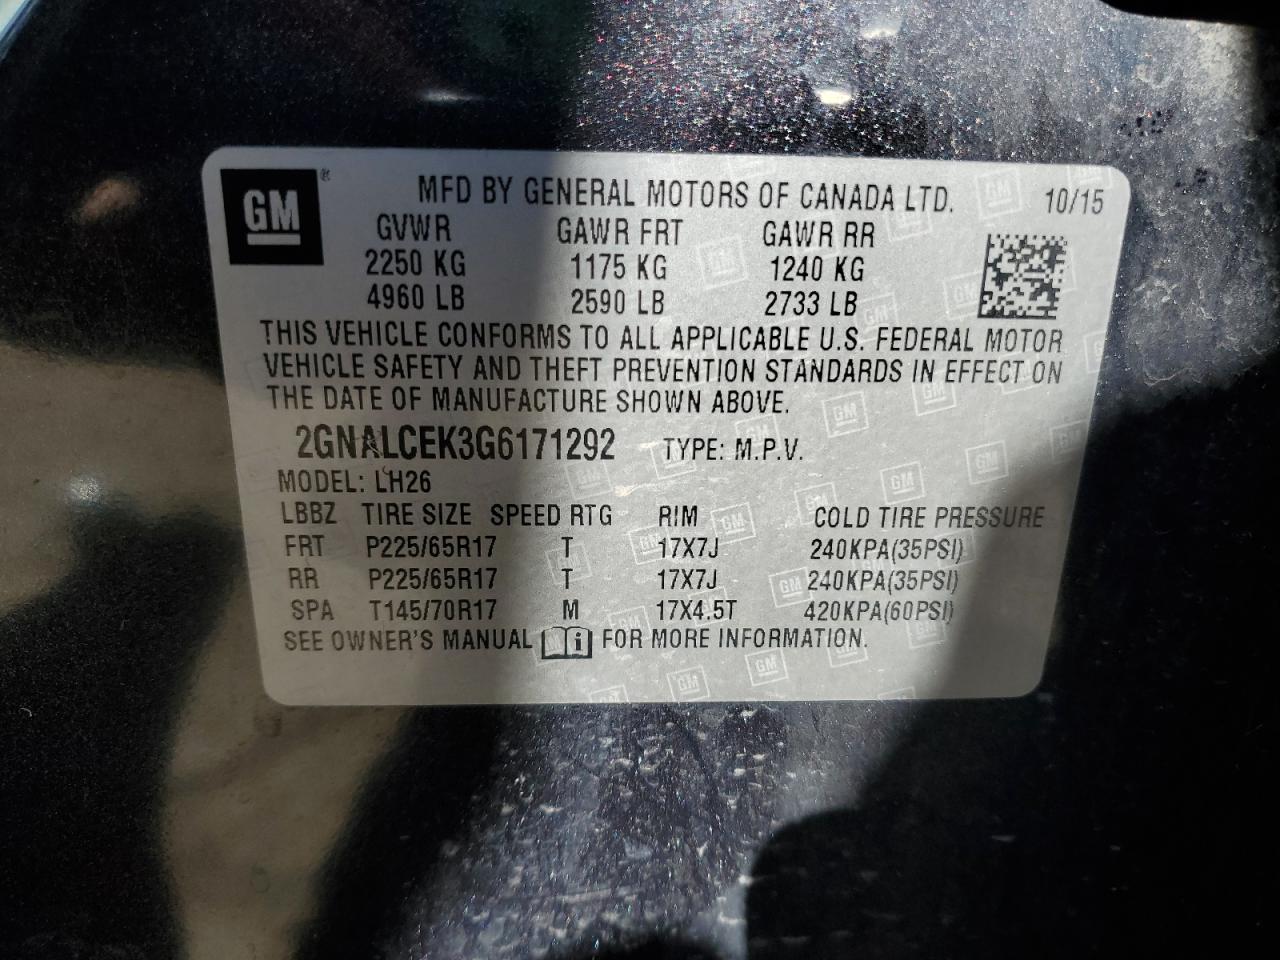 GM ® MFD BY GENERAL MOTORS OF CANADA LTD. 10/15
GVWR GAWR FRT GAWR RR
2250 KG 1175 KG 1240 KG
4960 LB 2590 LB 2733 LB
THIS VEHICLE CONFORMS TO ALL APPLICABLE U.S. FEDERAL MOTOR
VEHICLE SAFETY AND THEFT PREVENTION STANDARDS IN EFFECT ON
THE DATE OF MANUFACTURE SHOWN ABOVE.
2GNALCEK3G6171292 TYPE: M.P.V.
MODEL: LH26
LBBZ TIRE SIZE SPEED RTG RIM COLD TIRE PRESSURE
FRT P225/65R17 T 17X7J 240KPA(35PSI)
RR P225/65R17 T 17X7J 240KPA(35PSI)
SPA T145/70R17 M 17X4.5T 420KPA(60PSI)
SEE OWNER'S MANUAL i FOR MORE INFORMATION.